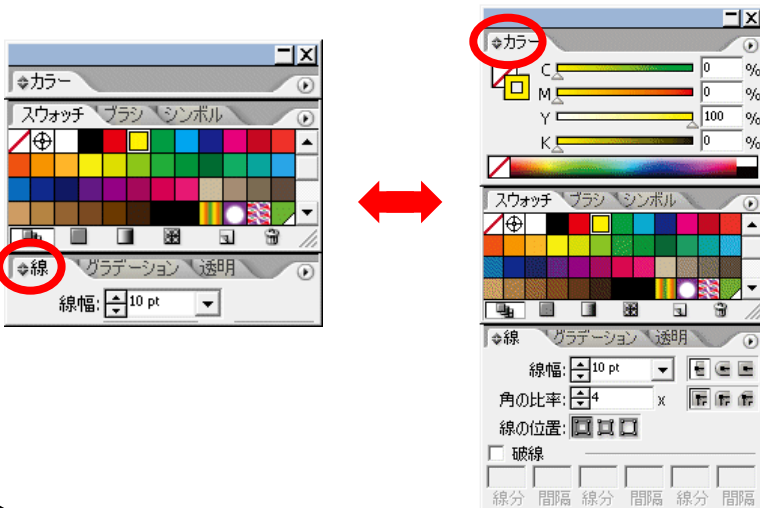 カラー
スウォッチ ブラシ シンボル
線 グラデーション 透明
線幅: 10 pt
カラー
C 0 %
M 0 %
Y 100 %
K 0 %
スウォッチ ブラシ シンボル
線 グラデーション 透明
線幅: 10 pt
角の比率: 4 x
線の位置:
破線
線分 間隔 線分 間隔 線分 間隔